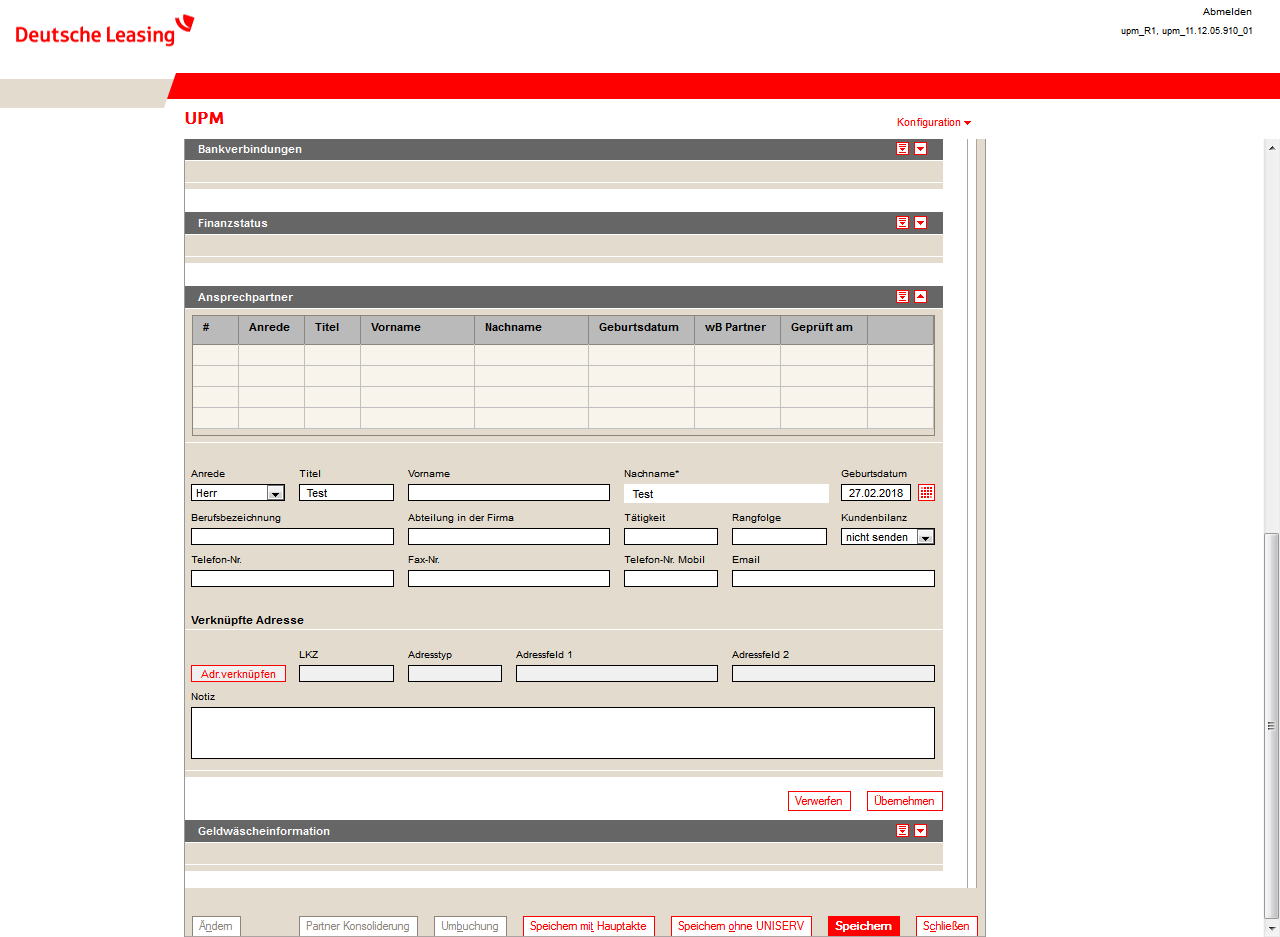 Abmelden
Deutsche Leasing
upm_R1, upm_11.12.05.910_01
UPM
Konfiguration
Bankverbindungen
Finanzstatus
Ansprechpartner
# Anrede Titel Vorname Nachname Geburtsdatum wB Partner Geprüft am
Anrede Titel Vorname Nachname* Geburtsdatum
Herr Test Test 27.02.2018
Berufsbezeichnung Abteilung in der Firma Tätigkeit Rangfolge Kundenbilanz
nicht senden
Telefon-Nr. Fax-Nr. Telefon-Nr. Mobil Email
Verknüpfte Adresse
LKZ Adresstyp Adressfeld 1 Adressfeld 2
Adr.verknüpfen
Notiz
Verwerfen Übernehmen
Geldwäscheinformation
Ändern Partner Konsolidierung Umbuchung Speichern mit Hauptakte Speichern ohne UNISERV Speichern Schließen